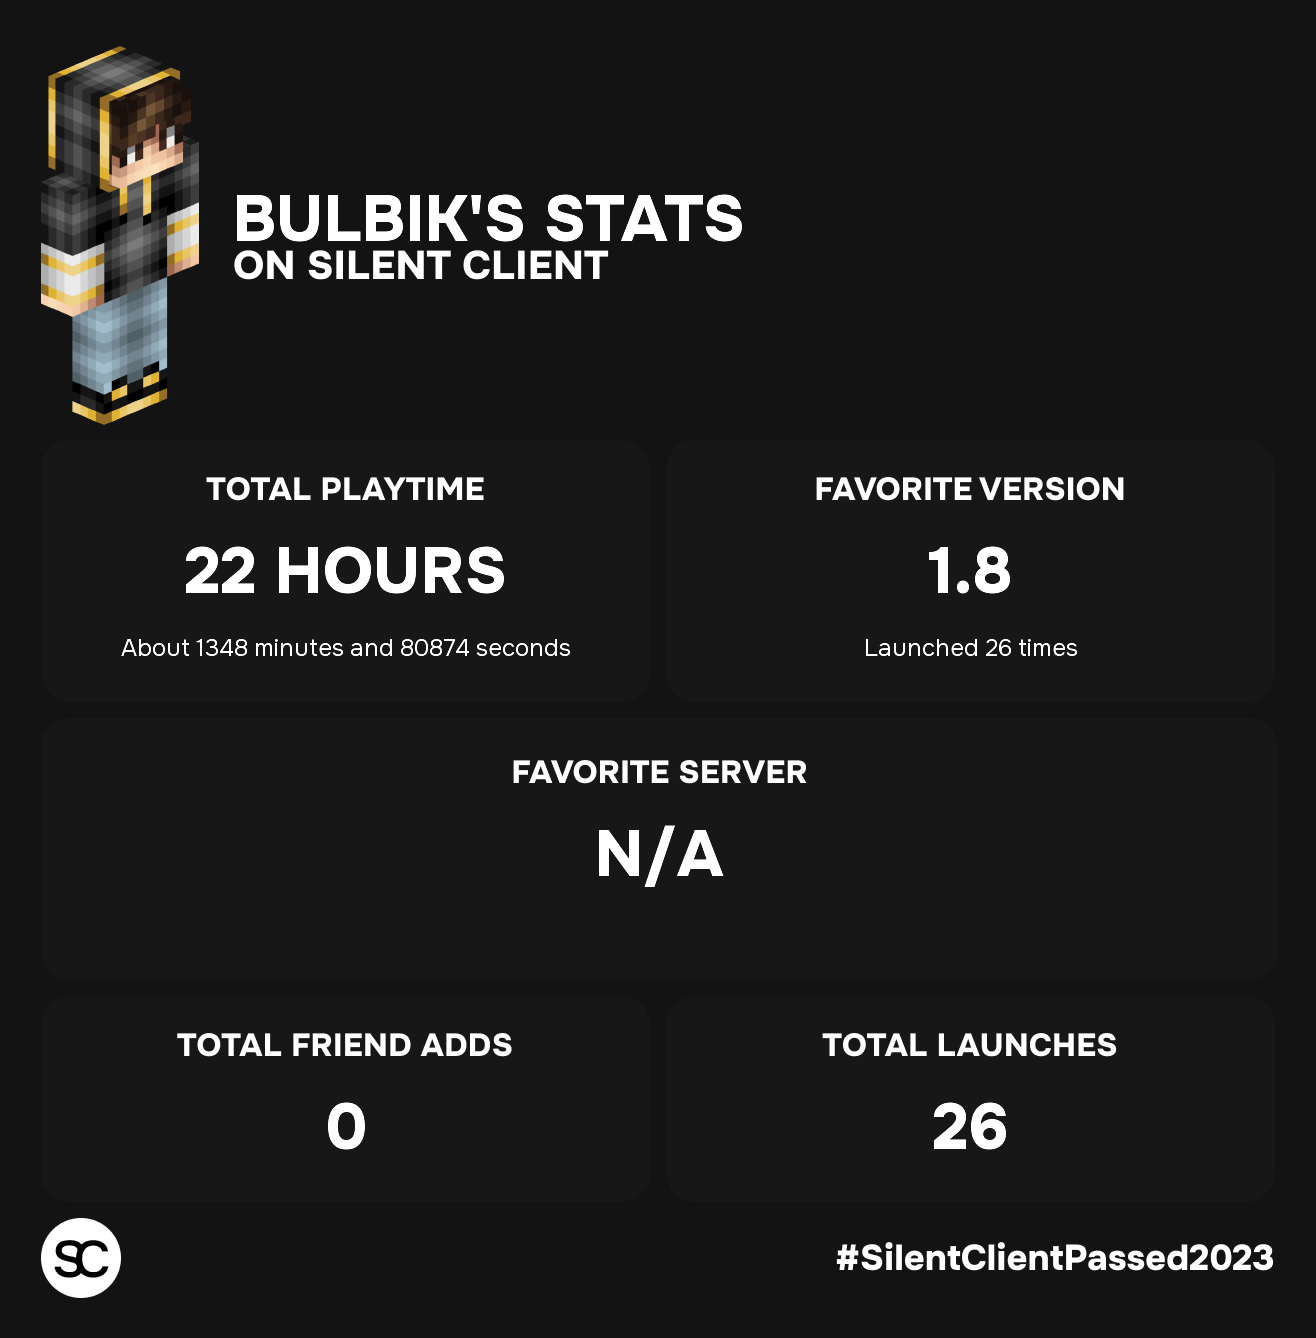 BULBIK'S STATS
ON SILENT CLIENT
TOTAL PLAYTIME
22 HOURS
About 1348 minutes and 80874 seconds
FAVORITE VERSION
1.8
Launched 26 times
FAVORITE SERVER
N/A
TOTAL FRIEND ADDS
0
TOTAL LAUNCHES
26
SC
#SilentClientPassed2023